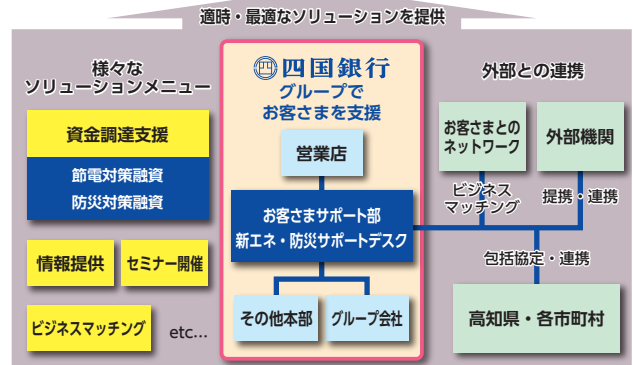 適時・最適なソリューションを提供
様々な
ソリューションメニュー
資金調達支援
節電対策融資
防災対策融資
情報提供
セミナー開催
ビジネスマッチング
etc…
四国銀行
グループで
お客さまを支援
営業店
お客さまサポート部
新エネ・防災サポートデスク
その他本部
グループ会社
外部との連携
お客さまとの
ネットワーク
外部機関
ビジネス
マッチング
提携・連携
包括協定・連携
高知県・各市町村